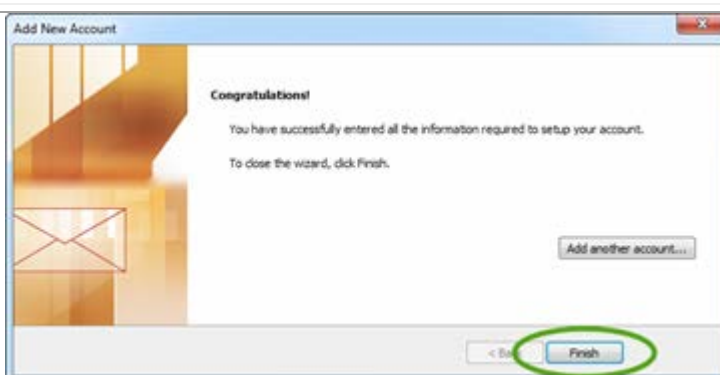 Add New Account
Congratulations!
You have successfully entered all the information required to setup your account.
To close the wizard, click Finish.
Add another account...
< Ba
Finish